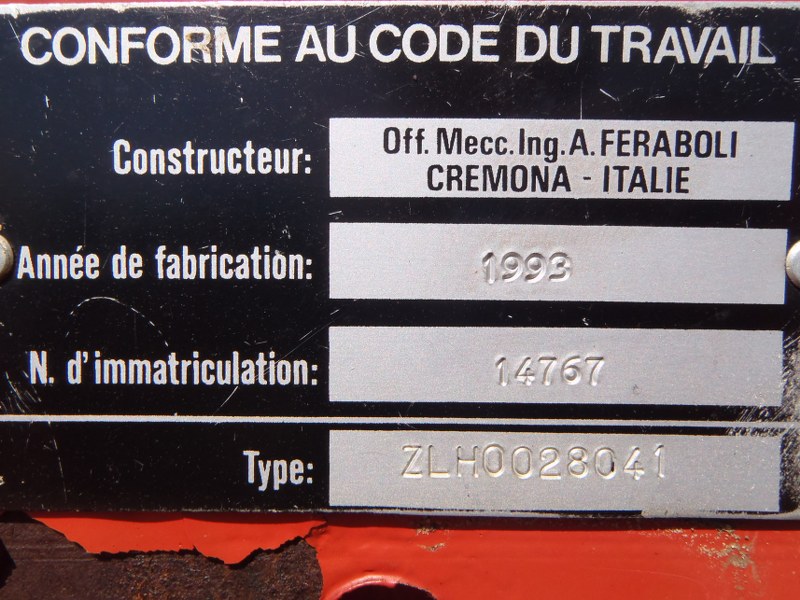 CONFORME AU CODE DU TRAVAIL
Constructeur: Off. Mecc. Ing. A. FERABOLI
CREMONA - ITALIE
Année de fabrication: 1993
N. d'immatriculation: 14767
Type: ZLH0028041